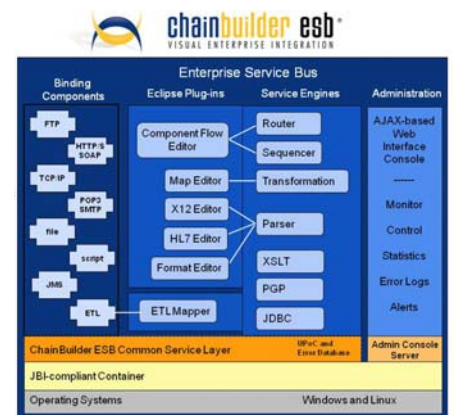 chainbuilder esb
VISUAL ENTERPRISE INTEGRATION
Enterprise Service Bus
Binding
Components
Eclipse Plug-ins
Service Engines
Administration
FTP
HTTP/S
SOAP
TCP/IP
POP3
SMTP
file
script
JMS
ETL
Component Flow
Editor
Map Editor
X12 Editor
HL7 Editor
Format Editor
ETL Mapper
Router
Sequencer
Transformation
Parser
XSLT
PGP
JDBC
AJAX-based
Web
Interface
Console
------
Monitor
Control
Statistics
Error Logs
Alerts
ChainBuilder ESB Common Service Layer
UPoC and
Error Database
Admin Console
Server
JBI-compliant Container
Operating Systems
Windows and Linux